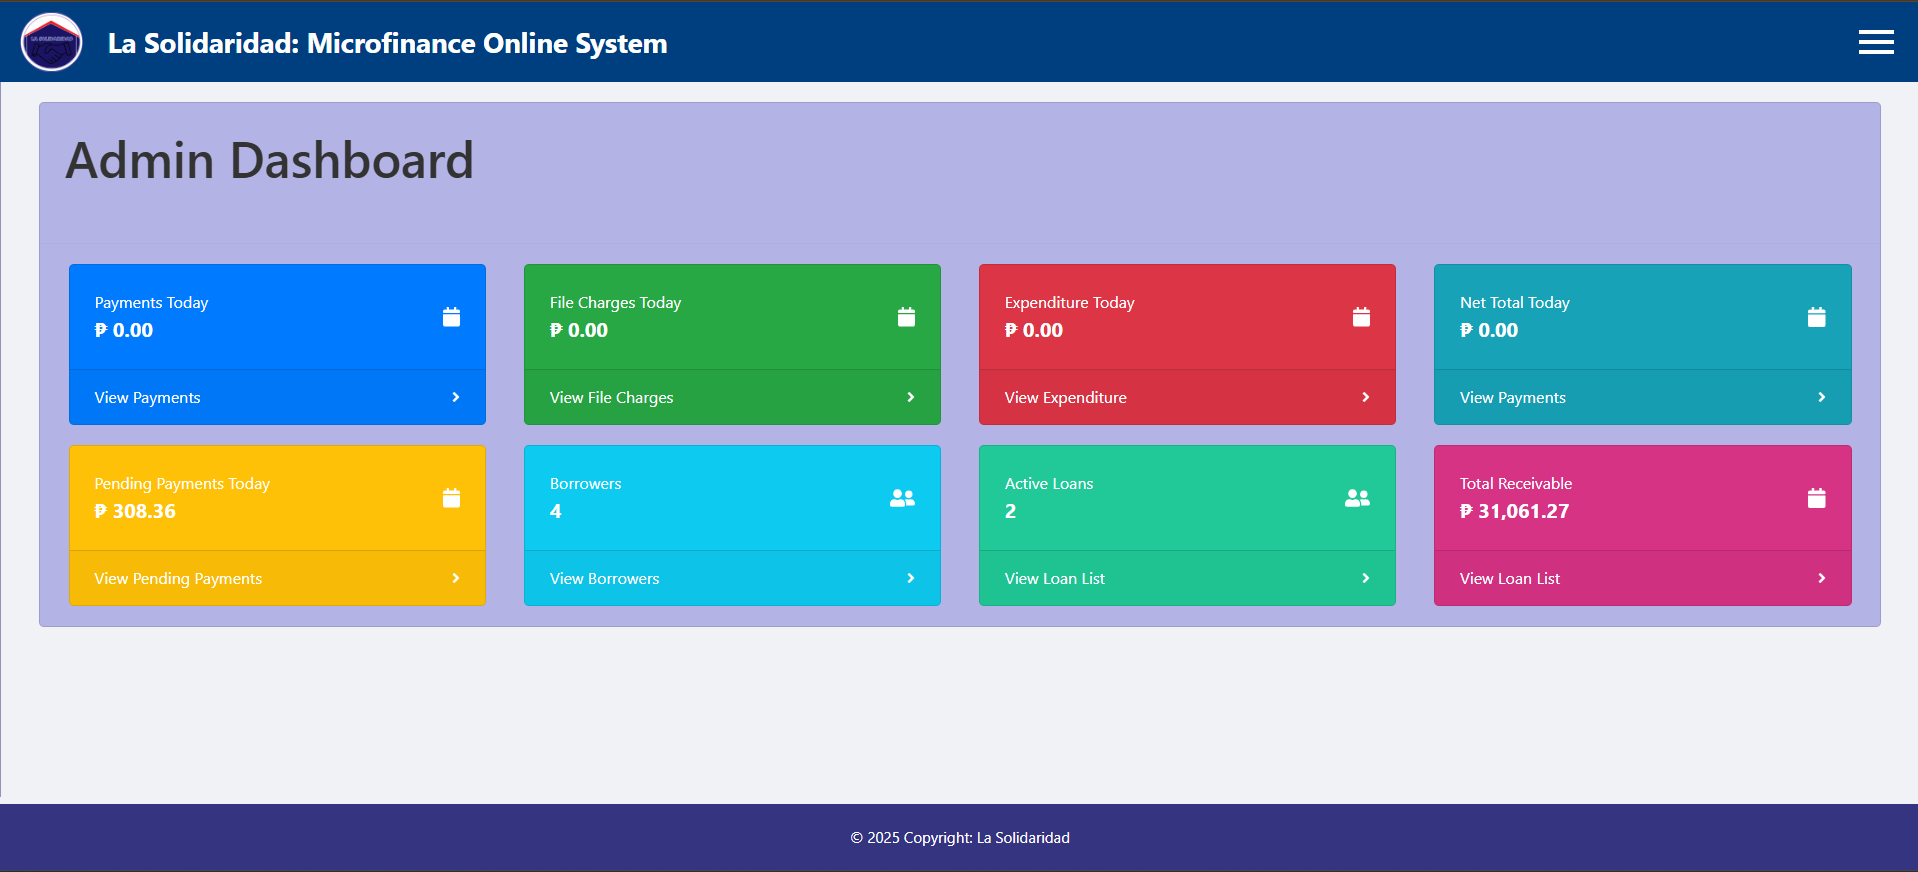 LA SOLIDARIDAD
La Solidaridad: Microfinance Online System
Admin Dashboard
Payments Today
₱ 0.00
View Payments
File Charges Today
₱ 0.00
View File Charges
Expenditure Today
₱ 0.00
View Expenditure
Net Total Today
₱ 0.00
View Payments
Pending Payments Today
₱ 308.36
View Pending Payments
Borrowers
4
View Borrowers
Active Loans
2
View Loan List
Total Receivable
₱ 31,061.27
View Loan List
© 2025 Copyright: La Solidaridad